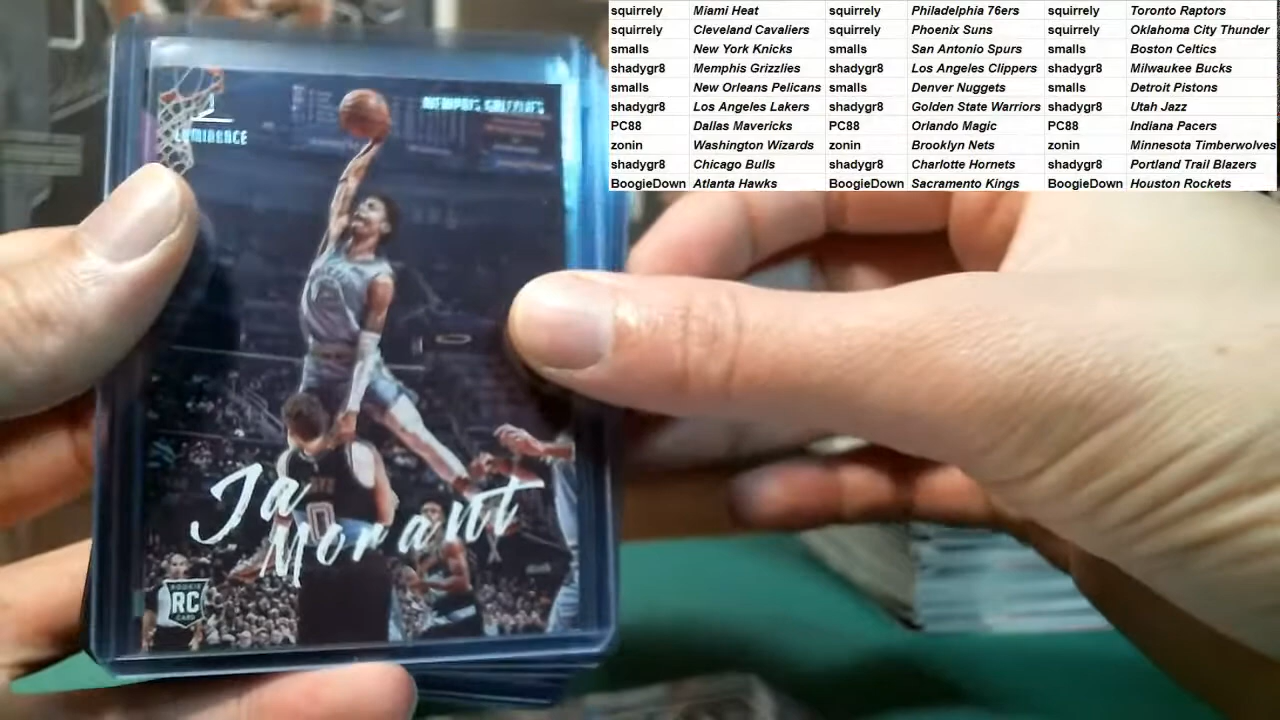 squirrely Miami Heat squirrely Philadelphia 76ers squirrely Toronto Raptors
squirrely Cleveland Cavaliers squirrely Phoenix Suns squirrely Oklahoma City Thunder
smalls New York Knicks smalls San Antonio Spurs smalls Boston Celtics
shadygr8 Memphis Grizzlies shadygr8 Los Angeles Clippers shadygr8 Milwaukee Bucks
smalls New Orleans Pelicans smalls Denver Nuggets smalls Detroit Pistons
shadygr8 Los Angeles Lakers shadygr8 Golden State Warriors shadygr8 Utah Jazz
PC88 Dallas Mavericks PC88 Orlando Magic PC88 Indiana Pacers
zonin Washington Wizards zonin Brooklyn Nets zonin Minnesota Timberwolves
shadygr8 Chicago Bulls shadygr8 Charlotte Hornets shadygr8 Portland Trail Blazers
BoogieDown Atlanta Hawks BoogieDown Sacramento Kings BoogieDown Houston Rockets
MEMPHIS GRIZZLIES
LUMINANCE
Ja
Morant
0
ROOKIE
RC
CARD